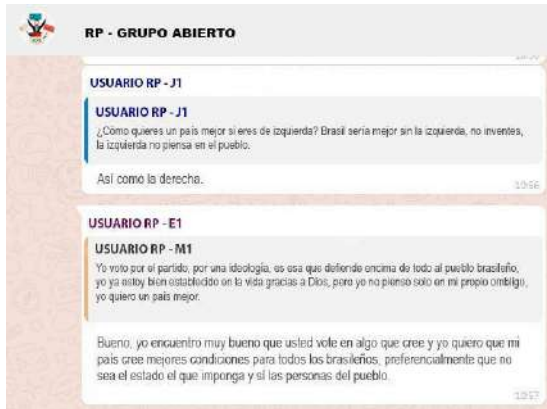 RP - GRUPO ABIERTO
USUARIO RP - J1
USUARIO RP - J1
¿Cómo quieres un país mejor si eres de izquierda? Brasil sería mejor sin la izquierda, no inventes,
la izquierda no piensa en el pueblo.
Así como la derecha.
10:56
USUARIO RP - E1
USUARIO RP - M1
Yo voto por el partido, por una ideología, es esa que defiende encima de todo al pueblo brasileño,
yo ya estoy bien establecido en la vida gracias a Dios, pero yo no pienso solo en mi propio ombligo,
yo quiero un país mejor.
Bueno, yo encuentro muy bueno que usted vote en algo que cree y yo quiero que mi
país cree mejores condiciones para todos los brasileños, preferencialmente que no
sea el estado el que imponga y sí las personas del pueblo.
10:57